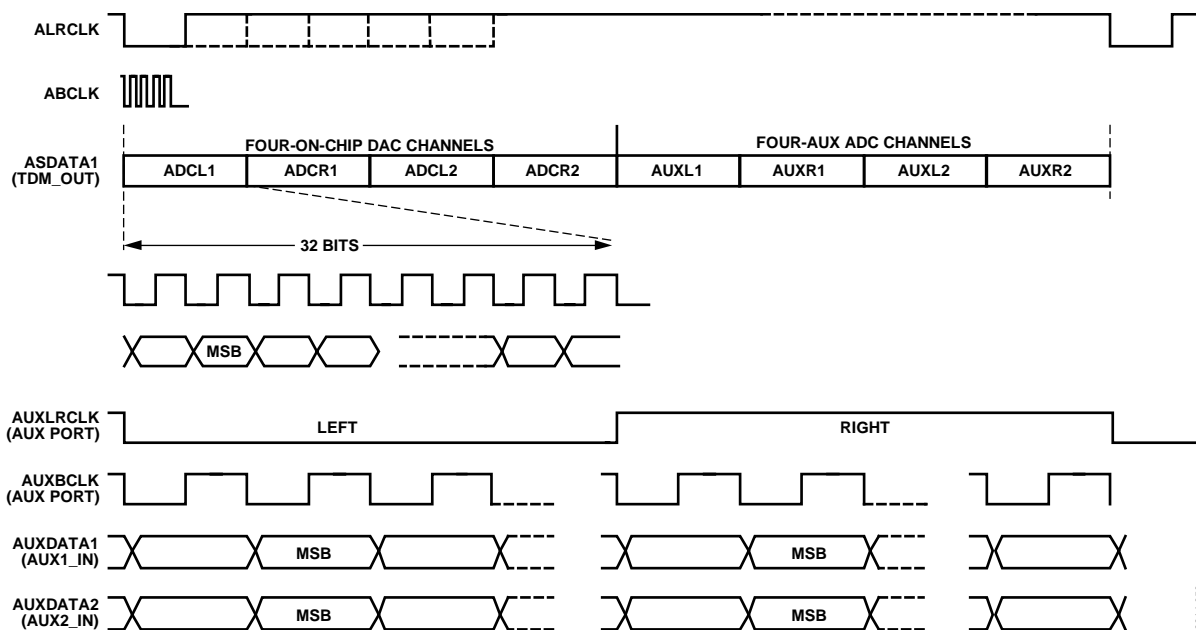 ALRCLK
ABCLK
FOUR-ON-CHIP DAC CHANNELS
FOUR-AUX ADC CHANNELS
ASDATA1
(TDM_OUT)
ADCL1 ADCR1 ADCL2 ADCR2 AUXL1 AUXR1 AUXL2 AUXR2
32 BITS
MSB
AUXLRCLK
(AUX PORT)
LEFT RIGHT
AUXBCLK
(AUX PORT)
AUXDATA1
(AUX1_IN)
MSB MSB
AUXDATA2
(AUX2_IN)
MSB MSB